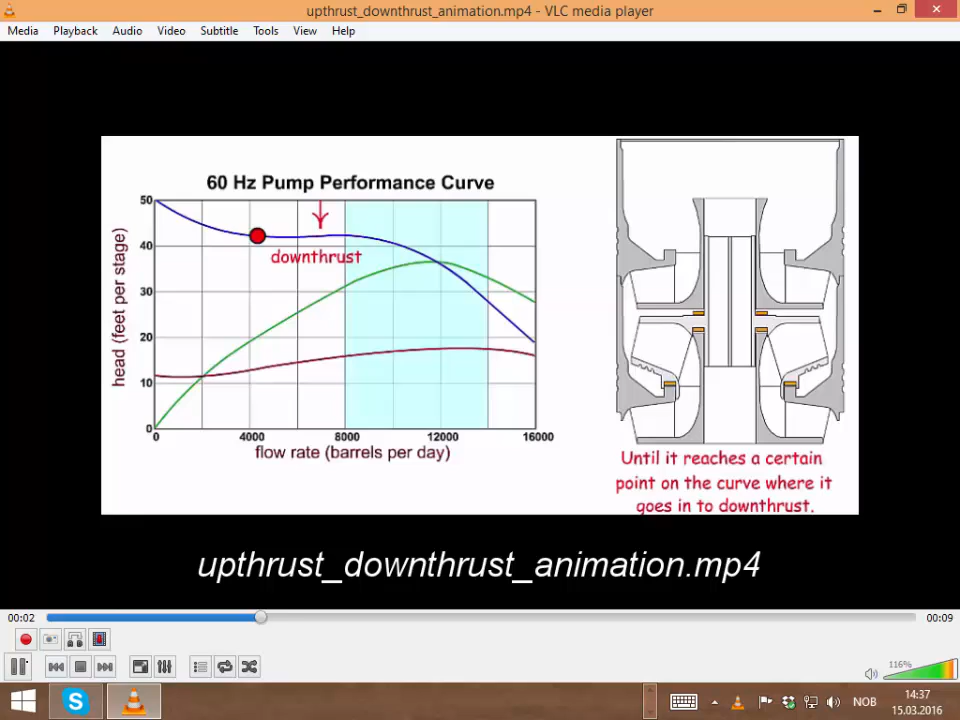 upthrust_downthrust_animation.mp4 - VLC media player
Media Playback Audio Video Subtitle Tools View Help
60 Hz Pump Performance Curve
50
40
30
20
10
0
head (feet per stage)
downthrust
0 4000 8000 12000 16000
flow rate (barrels per day)
Until it reaches a certain
point on the curve where it
goes in to downthrust.
upthrust_downthrust_animation.mp4
00:02 00:09
116%
NOB
14:37
15.03.2016